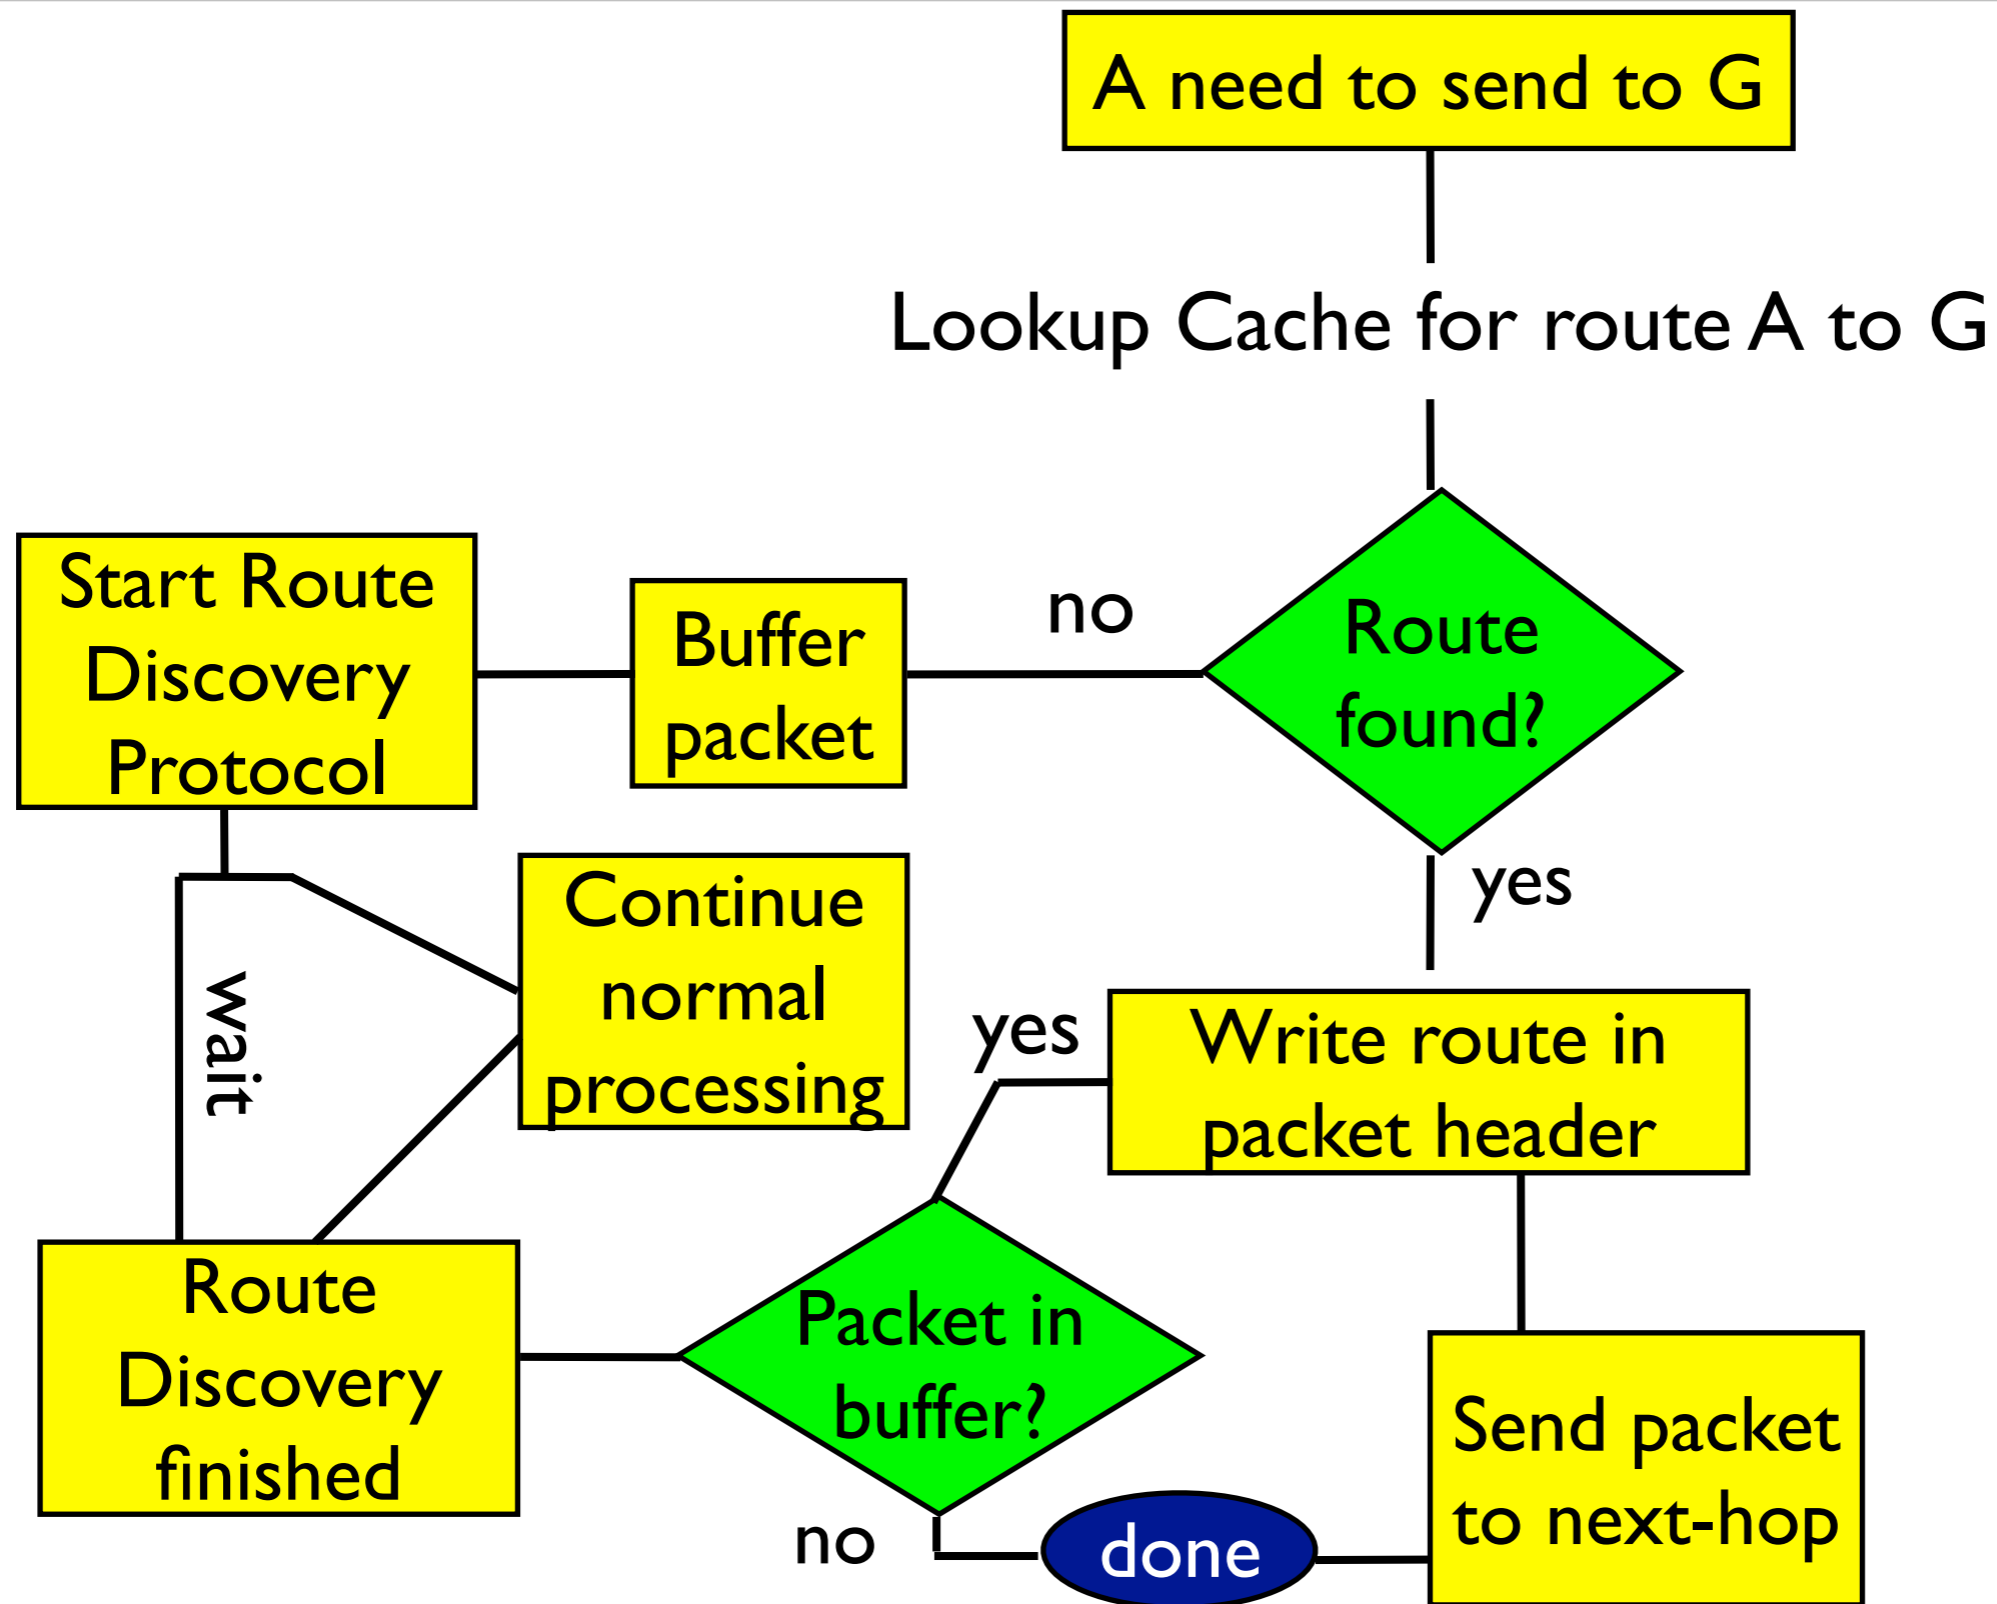 A need to send to G
Lookup Cache for route A to G
Start Route
Discovery
Protocol
Buffer
packet
no
Route
found?
yes
Continue
normal
processing
wait
yes
Write route in
packet header
Route
Discovery
finished
Packet in
buffer?
no
done
Send packet
to next-hop